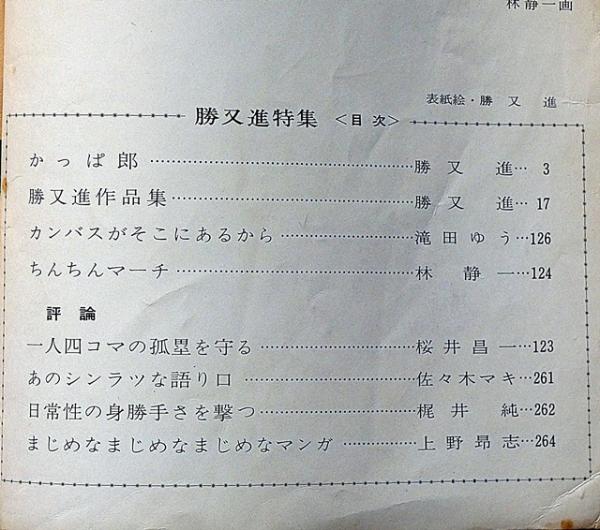 林静一画
表紙絵・勝又進
勝又進特集 <目次>
かっぱ郎……勝又進…3
勝又進作品集……勝又進…17
カンバスがそこにあるから……滝田ゆう…126
ちんちんマーチ……林静一…124
評論
一人四コマの孤塁を守る……桜井昌一…123
あのシンラツな語り口……佐々木マキ…261
日常性の身勝手さを撃つ……梶井純…262
まじめなまじめなまじめなマンガ……上野昻志…264